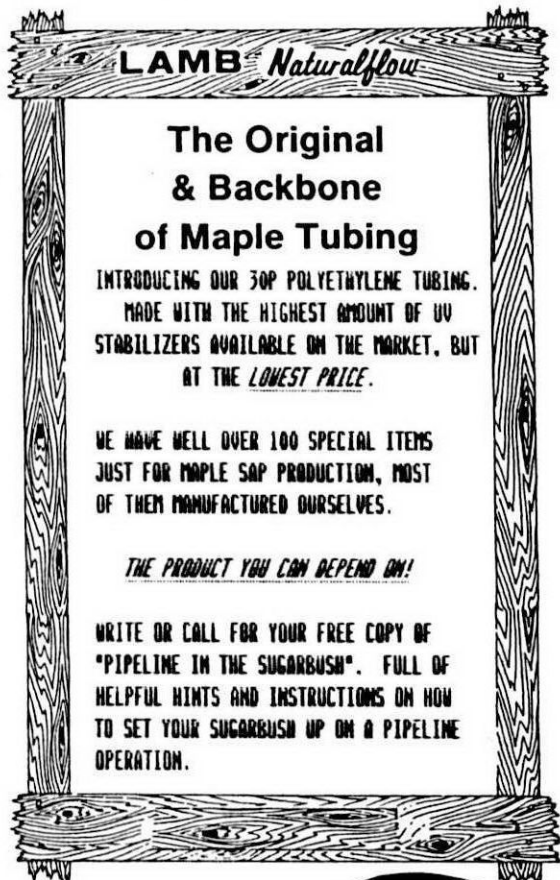 LAMB Naturalflow
The Original
& Backbone
of Maple Tubing
INTRODUCING OUR 30P POLYETHYLENE TUBING.
MADE WITH THE HIGHEST AMOUNT OF UV
STABILIZERS AVAILABLE ON THE MARKET, BUT
AT THE LOWEST PRICE.
WE HAVE WELL OVER 100 SPECIAL ITEMS
JUST FOR MAPLE SAP PRODUCTION, MOST
OF THEM MANUFACTURED OURSELVES.
THE PRODUCT YOU CAN DEPEND ON!
WRITE OR CALL FOR YOUR FREE COPY OF
"PIPELINE IN THE SUGARBUSH". FULL OF
HELPFUL HINTS AND INSTRUCTIONS ON HOW
TO SET YOUR SUGARBUSH UP ON A PIPELINE
OPERATION.